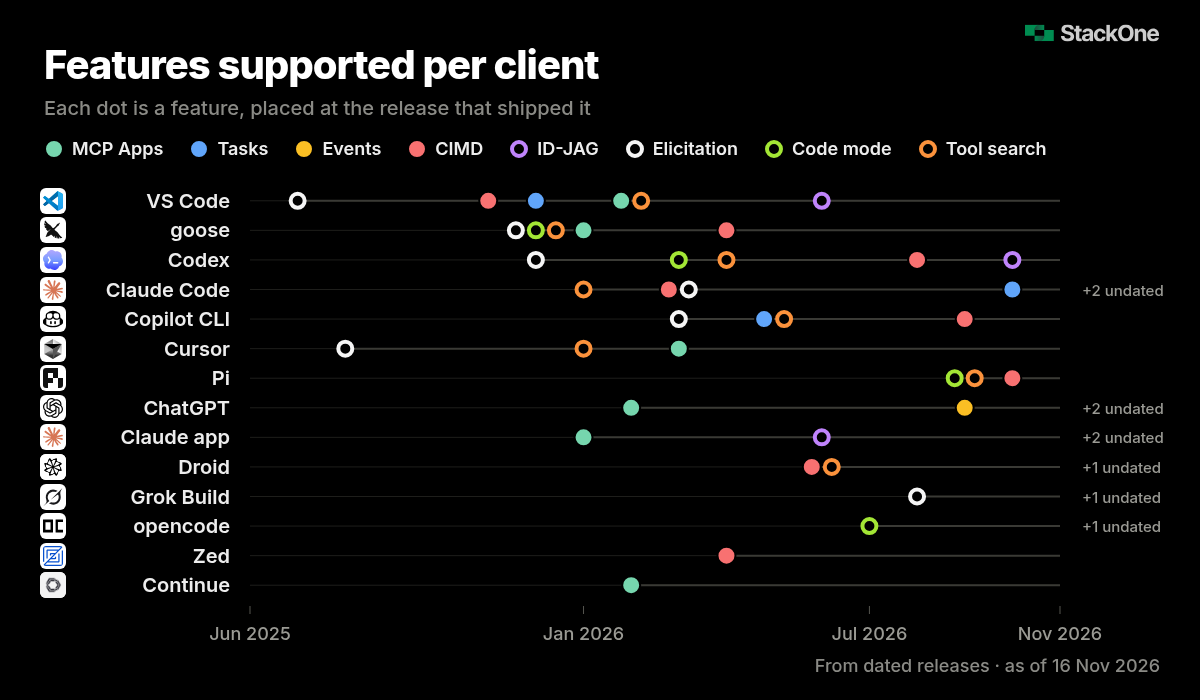 StackOne
Features supported per client
Each dot is a feature, placed at the release that shipped it
MCP Apps Tasks Events CIMD ID-JAG Elicitation Code mode Tool search
VS Code
goose
Codex
Claude Code +2 undated
Copilot CLI
Cursor
Pi
ChatGPT +2 undated
Claude app +2 undated
Droid +1 undated
Grok Build +1 undated
opencode +1 undated
Zed
Continue
Jun 2025 Jan 2026 Jul 2026 Nov 2026
From dated releases · as of 16 Nov 2026